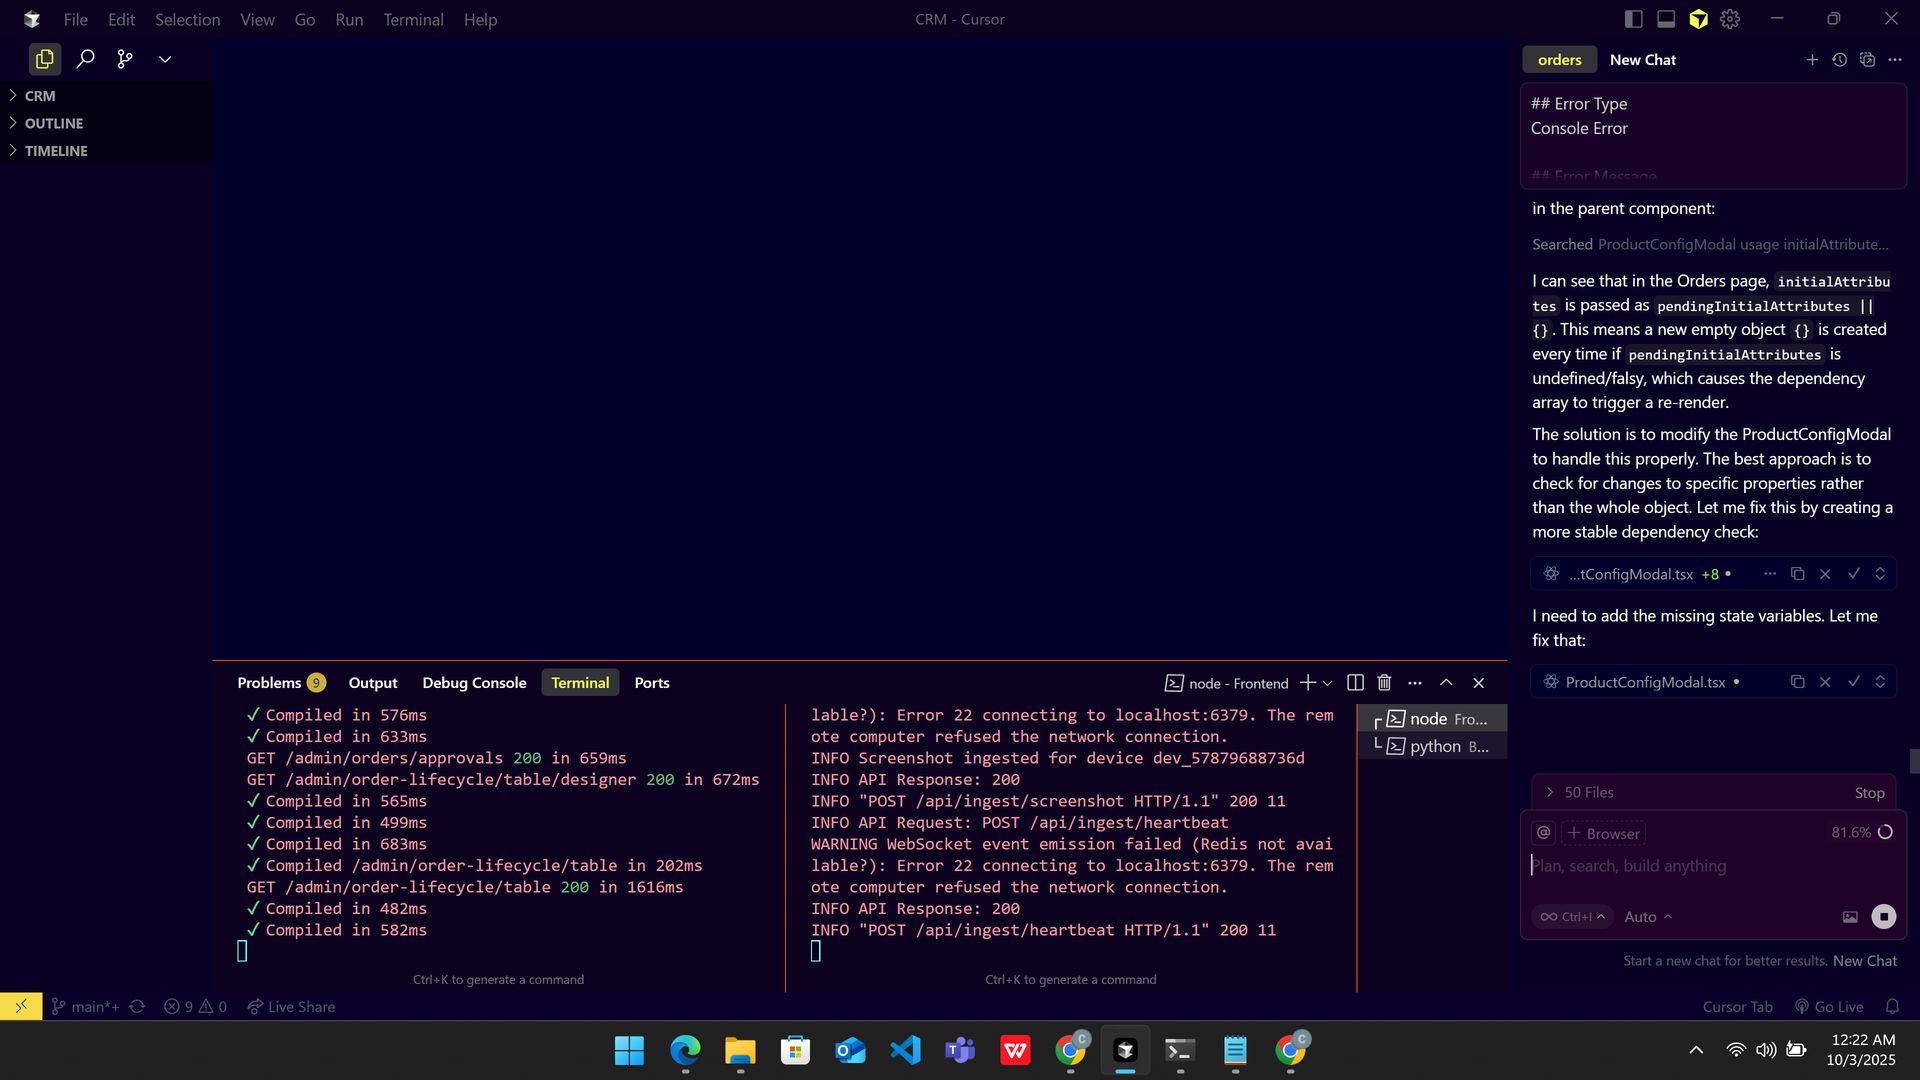 File Edit Selection View Go Run Terminal Help
CRM - Cursor
CRM
OUTLINE
TIMELINE
orders New Chat
## Error Type
Console Error
## Error Message
in the parent component:
Searched ProductConfigModal usage initialAttribute...
I can see that in the Orders page, initialAttribu
tes is passed as pendingInitialAttributes ||
{}. This means a new empty object {} is created
every time if pendingInitialAttributes is
undefined/falsy, which causes the dependency
array to trigger a re-render.
The solution is to modify the ProductConfigModal
to handle this properly. The best approach is to
check for changes to specific properties rather
than the whole object. Let me fix this by creating a
more stable dependency check:
...tConfigModal.tsx +8
I need to add the missing state variables. Let me
fix that:
ProductConfigModal.tsx
50 Files Stop
@ + Browser 81.6%
Plan, search, build anything
Ctrl+I Auto
Start a new chat for better results. New Chat
Problems 9 Output Debug Console Terminal Ports
node - Frontend
✓ Compiled in 576ms
✓ Compiled in 633ms
GET /admin/orders/approvals 200 in 659ms
GET /admin/order-lifecycle/table/designer 200 in 672ms
✓ Compiled in 565ms
✓ Compiled in 499ms
✓ Compiled in 683ms
✓ Compiled /admin/order-lifecycle/table in 202ms
GET /admin/order-lifecycle/table 200 in 1616ms
✓ Compiled in 482ms
✓ Compiled in 582ms
Ctrl+K to generate a command
lable?): Error 22 connecting to localhost:6379. The rem
ote computer refused the network connection.
INFO Screenshot ingested for device dev_57879688736d
INFO API Response: 200
INFO "POST /api/ingest/screenshot HTTP/1.1" 200 11
INFO API Request: POST /api/ingest/heartbeat
WARNING WebSocket event emission failed (Redis not avai
lable?): Error 22 connecting to localhost:6379. The rem
ote computer refused the network connection.
INFO API Response: 200
INFO "POST /api/ingest/heartbeat HTTP/1.1" 200 11
Ctrl+K to generate a command
node Fro...
python B...
main*+ 9 0 Live Share
Cursor Tab Go Live
12:22 AM
10/3/2025